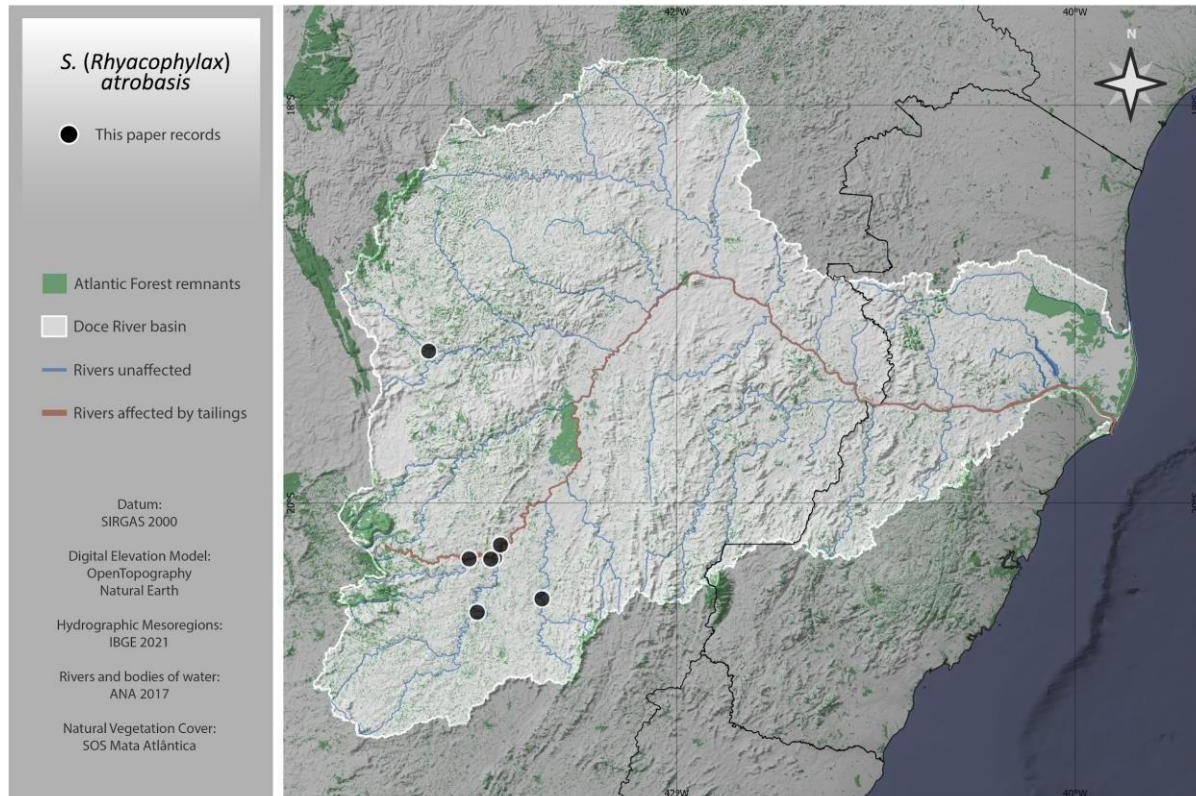 S. (Rhyacophylax)
atrobasis
This paper records
Atlantic Forest remnants
Doce River basin
Rivers unaffected
Rivers affected by tailings
Datum:
SIRGAS 2000
Digital Elevation Model:
OpenTopography
Natural Earth
Hydrographic Mesoregions:
IBGE 2021
Rivers and bodies of water:
ANA 2017
Natural Vegetation Cover:
SOS Mata Atlântica
42°W
40°W
N
18°S
20°S
42°W
40°W